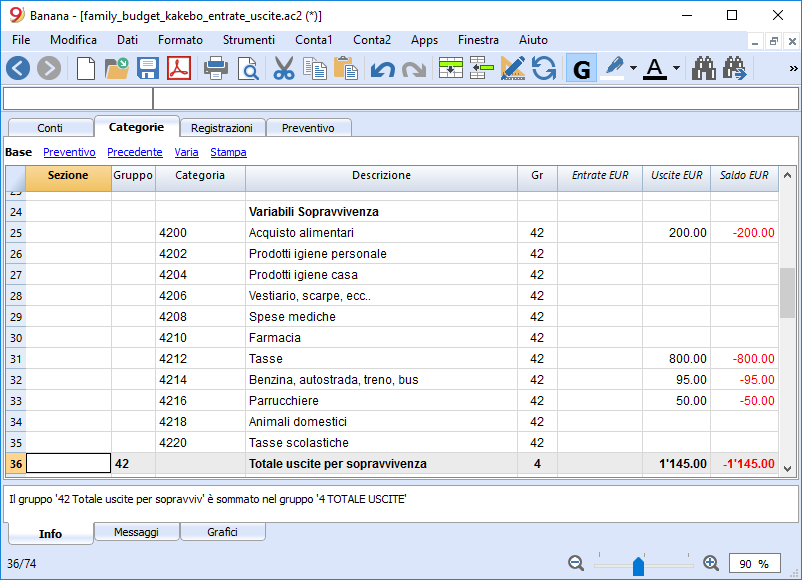 Banana - [family_budget_kakebo_entrate_uscite.ac2 (*)]
File Modifica Dati Formato Strumenti Conta1 Conta2 Apps Finestra Aiuto
G A »
Conti Categorie Registrazioni Preventivo
Base Preventivo Precedente Varia Stampa
Sezione Gruppo Categoria Descrizione Gr Entrate EUR Uscite EUR Saldo EUR
24 Variabili Sopravvivenza
25 4200 Acquisto alimentari 42 200.00 -200.00
26 4202 Prodotti igiene personale 42
27 4204 Prodotti igiene casa 42
28 4206 Vestiario, scarpe, ecc.. 42
29 4208 Spese mediche 42
30 4210 Farmacia 42
31 4212 Tasse 42 800.00 -800.00
32 4214 Benzina, autostrada, treno, bus 42 95.00 -95.00
33 4216 Parrucchiere 42 50.00 -50.00
34 4218 Animali domestici 42
35 4220 Tasse scolastiche 42
36 42 Totale uscite per sopravvivenza 4 1'145.00 -1'145.00
Il gruppo '42 Totale uscite per sopravviv' è sommato nel gruppo '4 TOTALE USCITE'
Info Messaggi Grafici
36/74 90 %